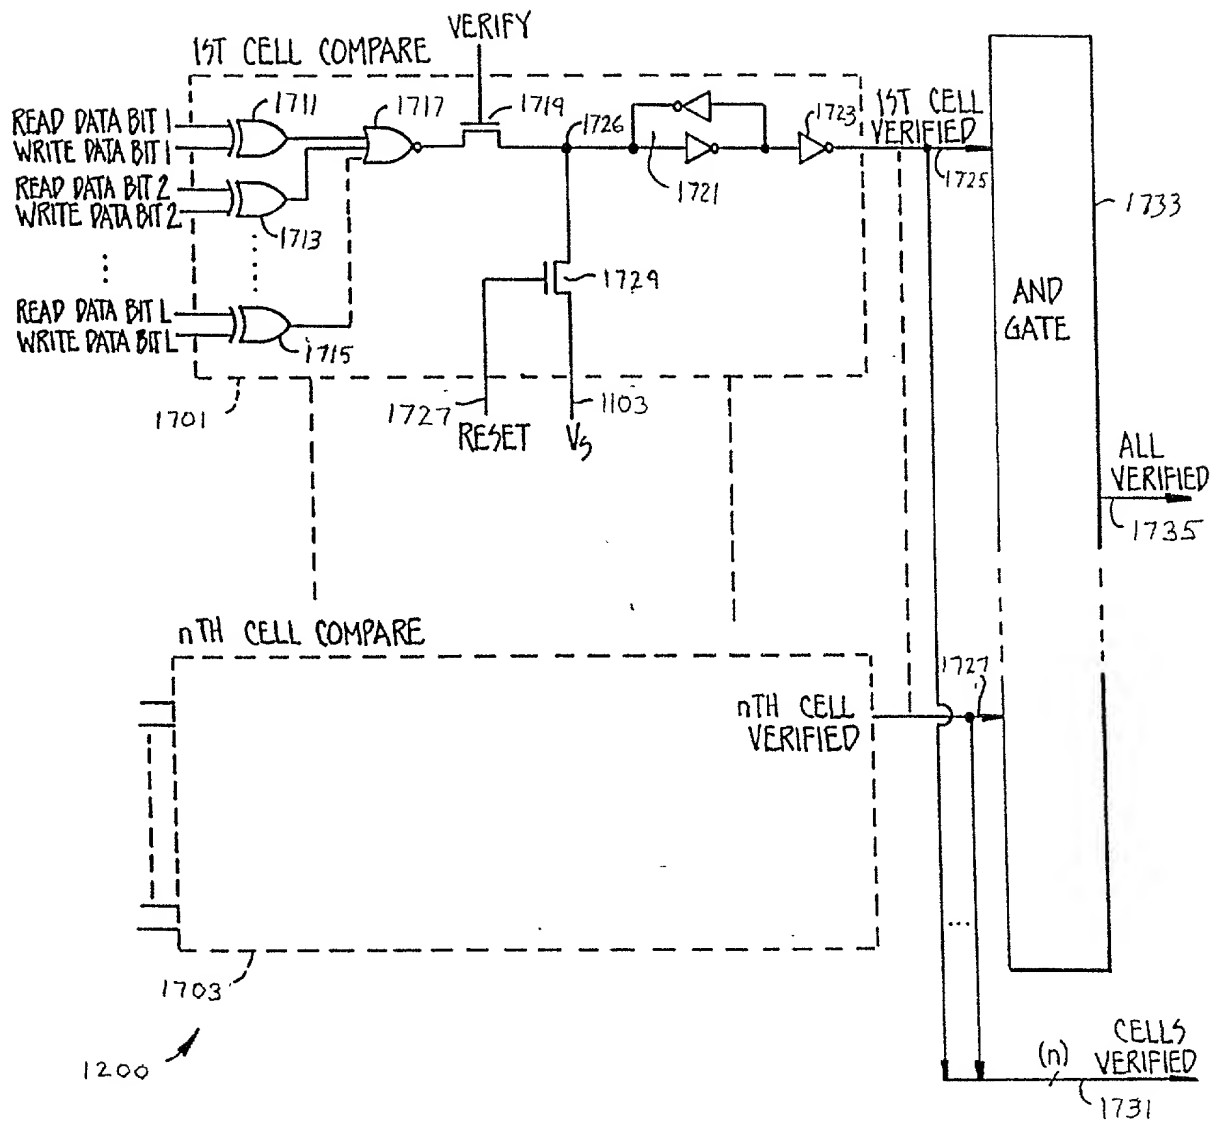 VERIFY
1ST CELL COMPARE
1711
1717
1719
1726
1723
1ST CELL
VERIFIED
READ DATA BIT 1
WRITE DATA BIT 1
1721
1725
READ DATA BIT 2
WRITE DATA BIT 2
1713
1733
1729
AND
GATE
READ DATA BIT L
WRITE DATA BIT L
1715
1701
1727
1103
RESET
VS
ALL
VERIFIED
1735
nTH CELL COMPARE
1727
nTH CELL
VERIFIED
1703
1200
(n)
CELLS
VERIFIED
1731